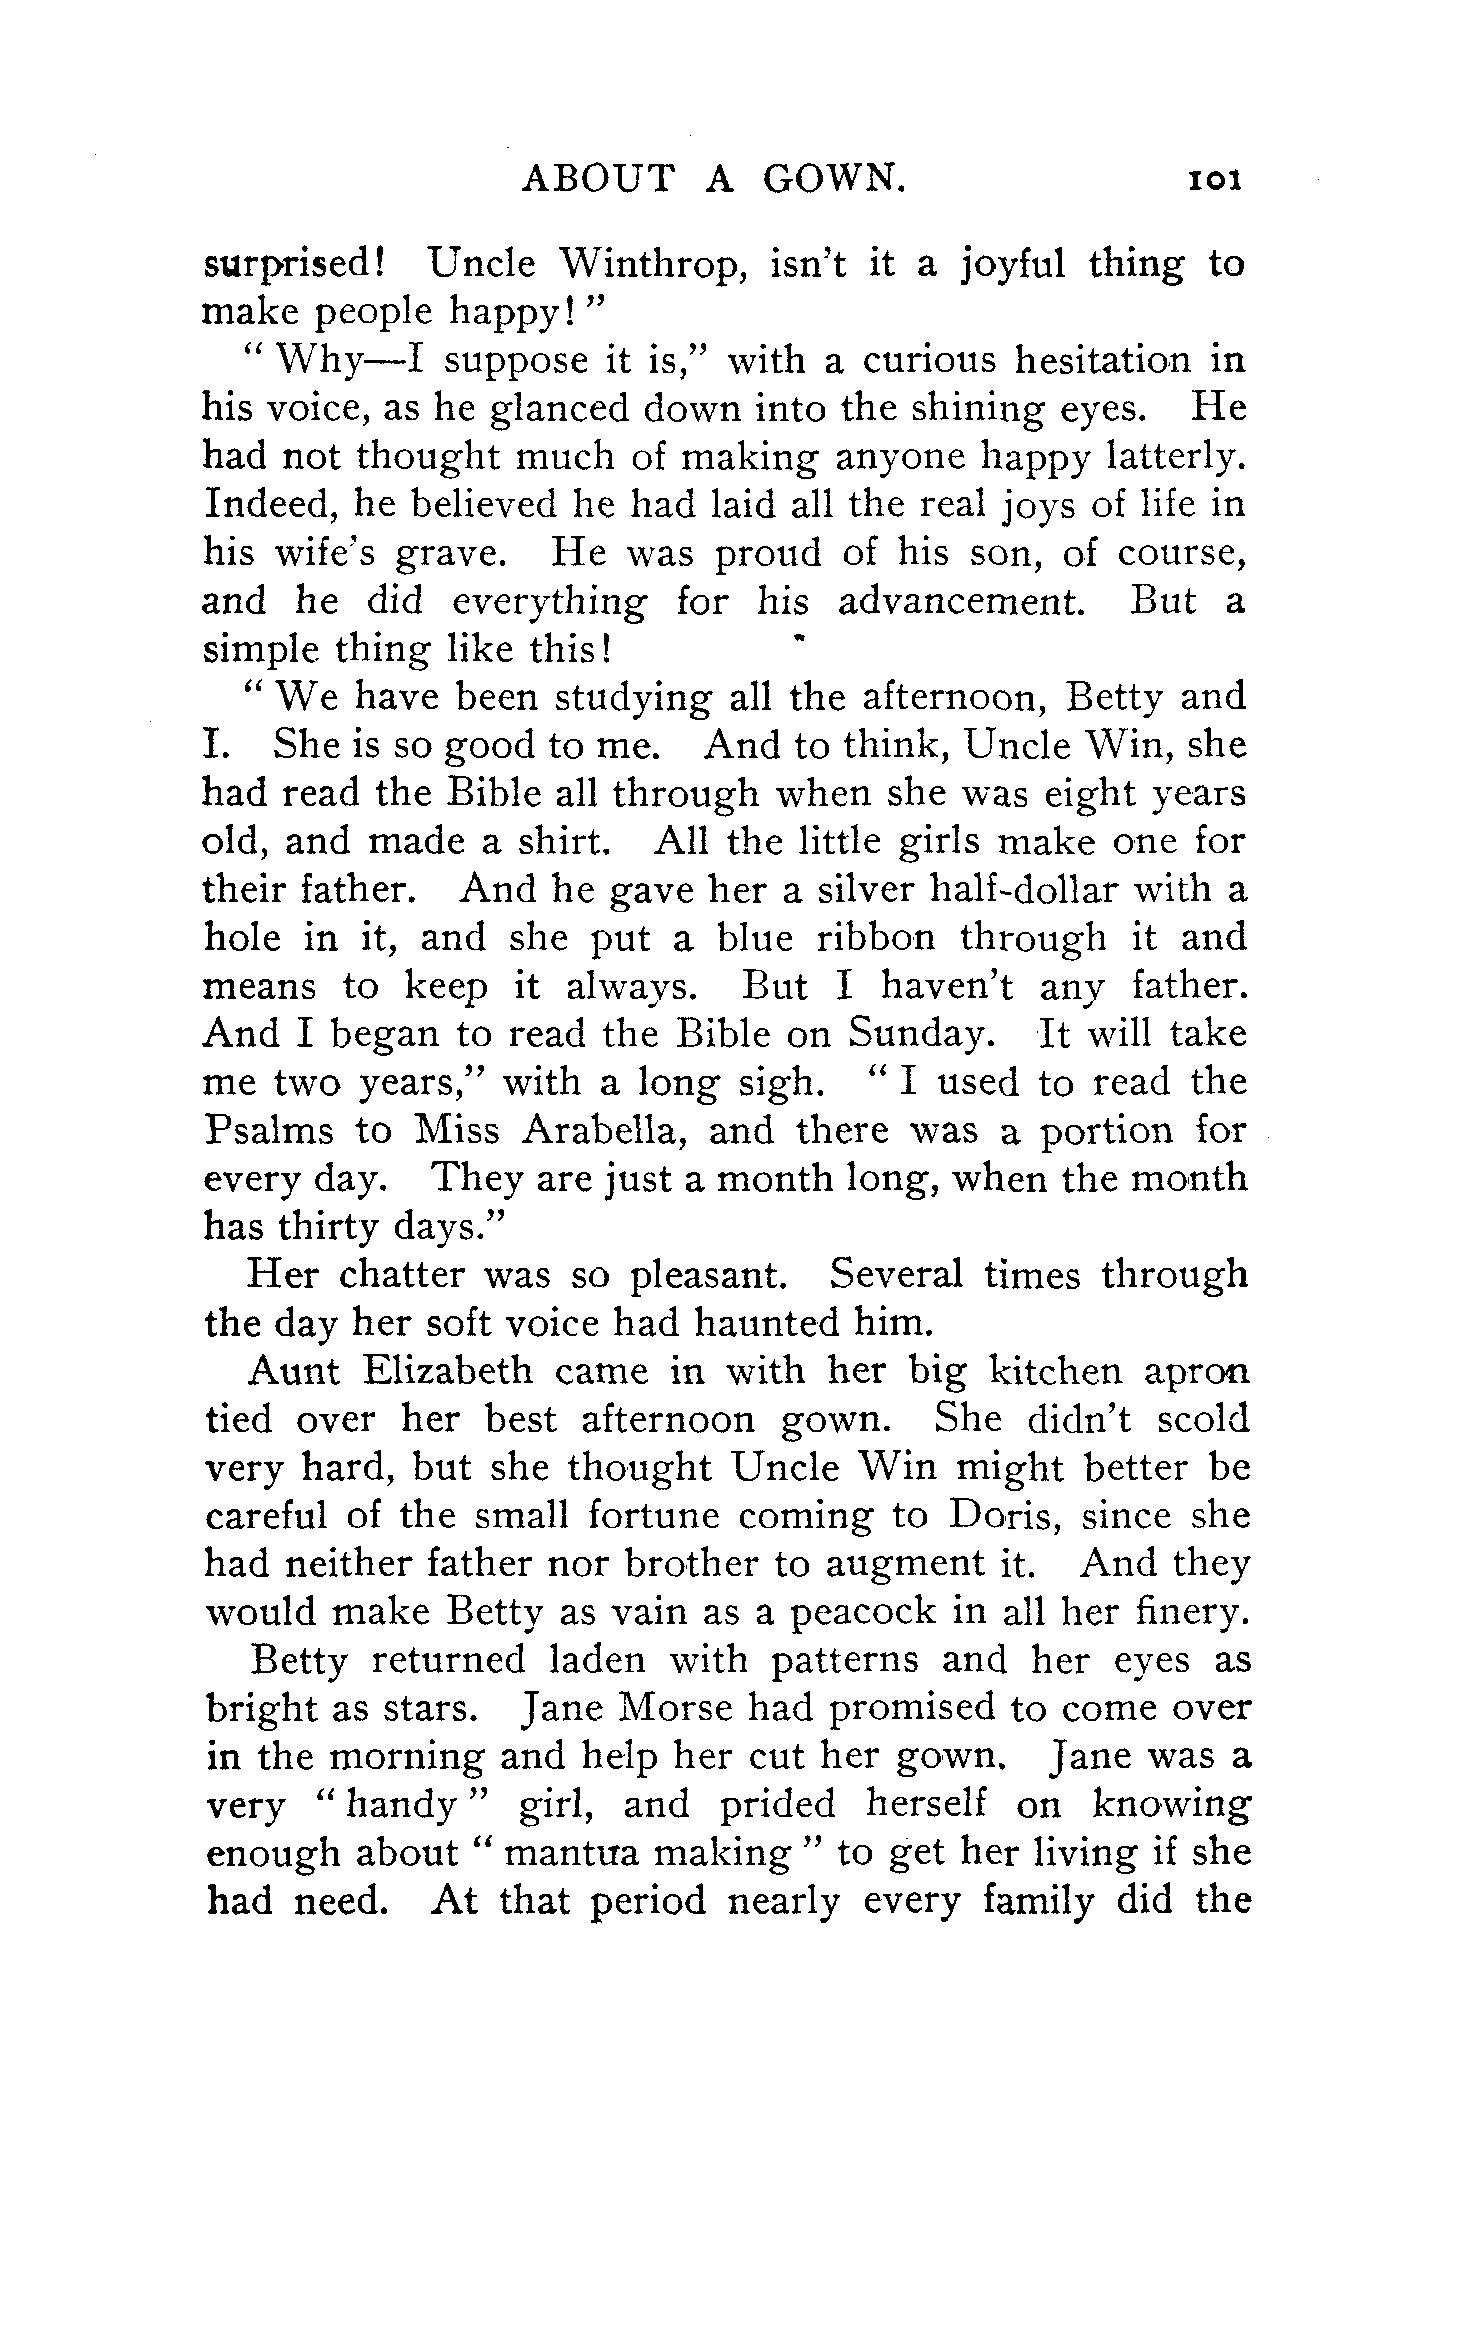 ABOUT A GOWN. 101
surprised! Uncle Winthrop, isn't it a joyful thing to
make people happy!"
"Why—I suppose it is," with a curious hesitation in
his voice, as he glanced down into the shining eyes. He
had not thought much of making anyone happy latterly.
Indeed, he believed he had laid all the real joys of life in
his wife's grave. He was proud of his son, of course,
and he did everything for his advancement. But a
simple thing like this!
"We have been studying all the afternoon, Betty and
I. She is so good to me. And to think, Uncle Win, she
had read the Bible all through when she was eight years
old, and made a shirt. All the little girls make one for
their father. And he gave her a silver half-dollar with a
hole in it, and she put a blue ribbon through it and
means to keep it always. But I haven't any father.
And I began to read the Bible on Sunday. It will take
me two years," with a long sigh. "I used to read the
Psalms to Miss Arabella, and there was a portion for
every day. They are just a month long, when the month
has thirty days."
Her chatter was so pleasant. Several times through
the day her soft voice had haunted him.
Aunt Elizabeth came in with her big kitchen apron
tied over her best afternoon gown. She didn't scold
very hard, but she thought Uncle Win might better be
careful of the small fortune coming to Doris, since she
had neither father nor brother to augment it. And they
would make Betty as vain as a peacock in all her finery.
Betty returned laden with patterns and her eyes as
bright as stars. Jane Morse had promised to come over
in the morning and help her cut her gown. Jane was a
very "handy" girl, and prided herself on knowing
enough about "mantua making" to get her living if she
had need. At that period nearly every family did the